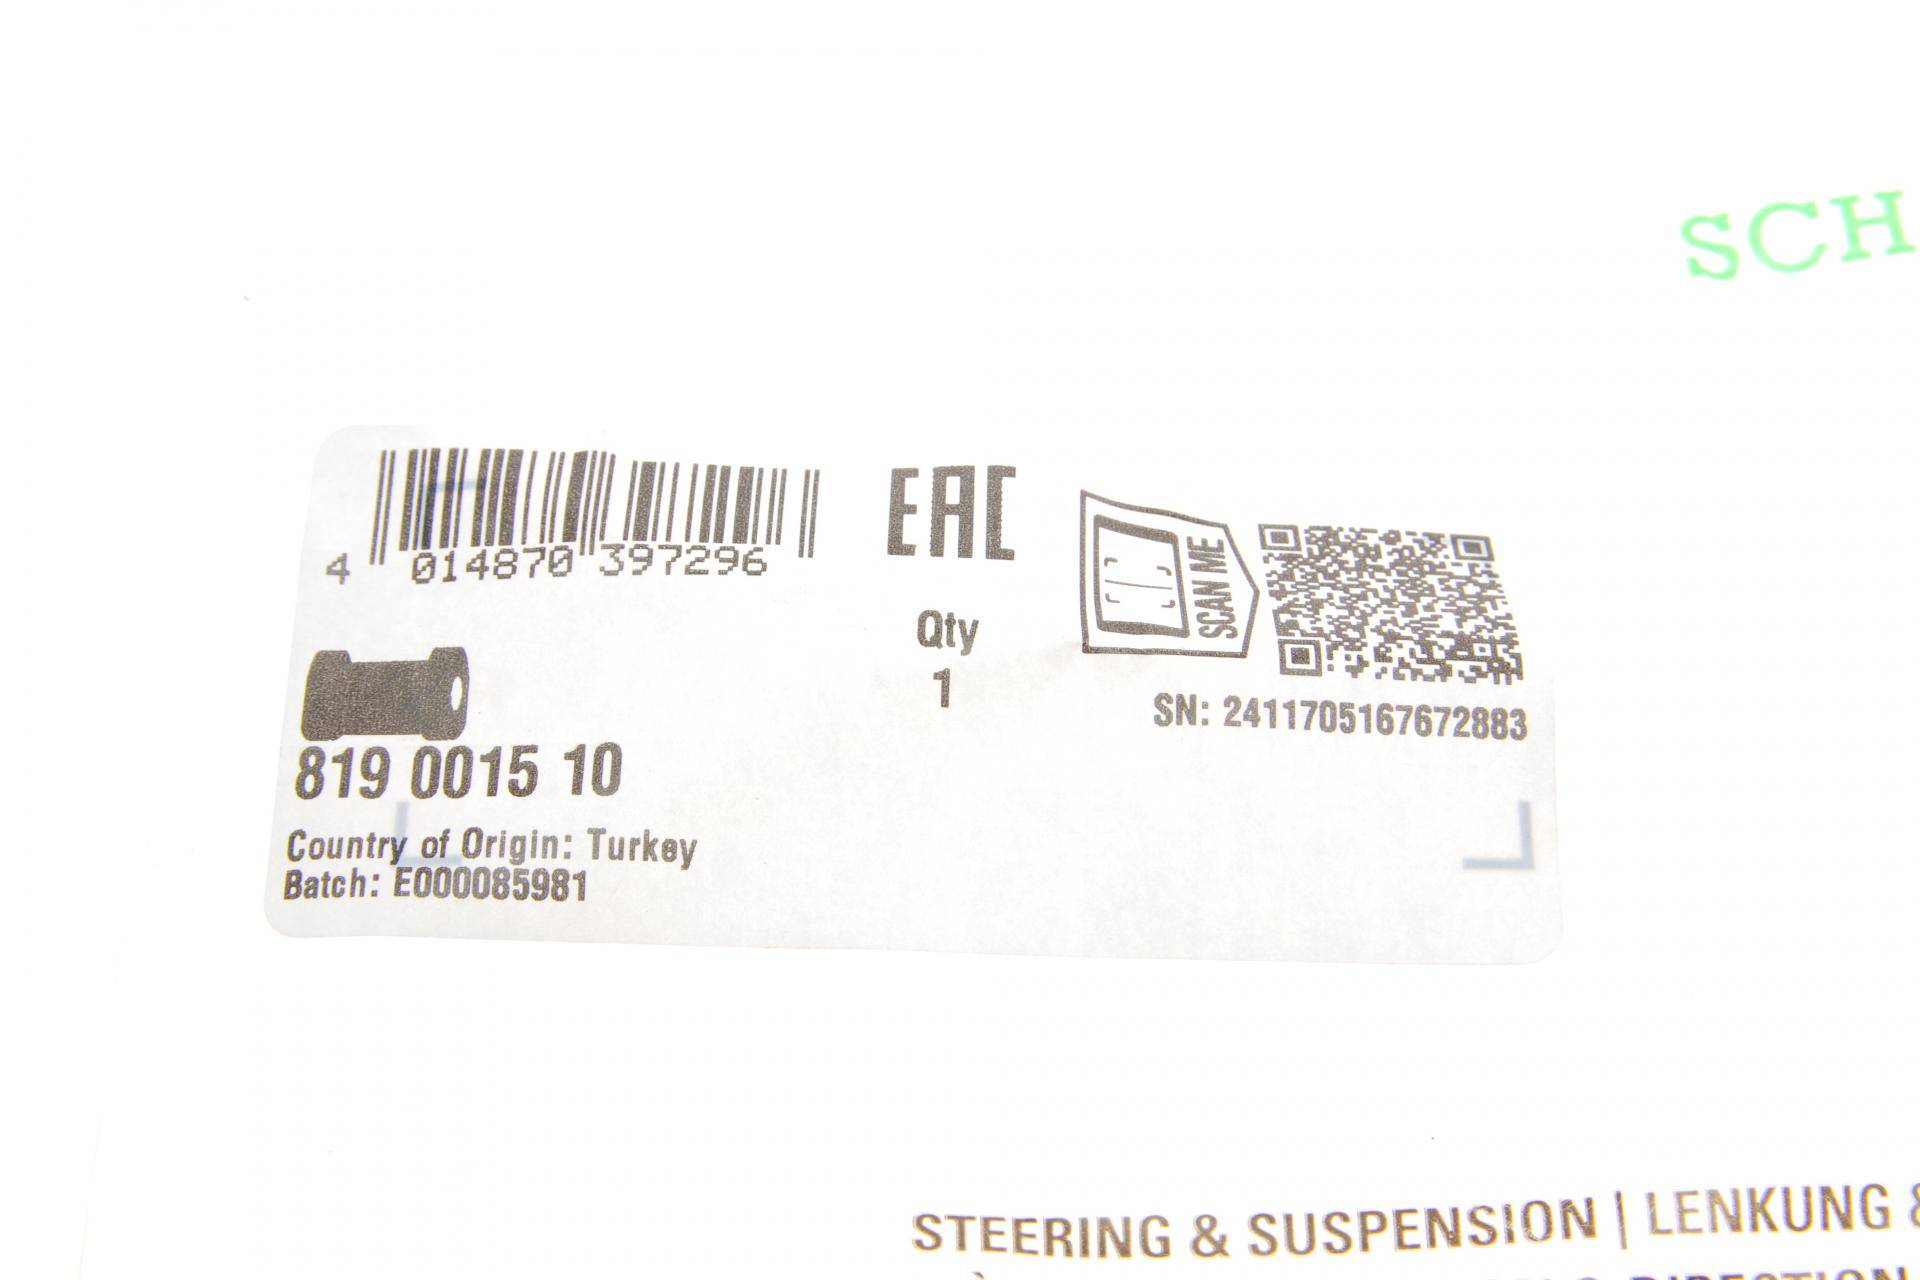 SCH
4 014870 397296
EAC
SCAN ME
Qty
1
SN: 2411705167672883
819 0015 10
Country of Origin: Turkey
Batch: E000085981
STEERING & SUSPENSION | LENKUNG &
DIRECTION